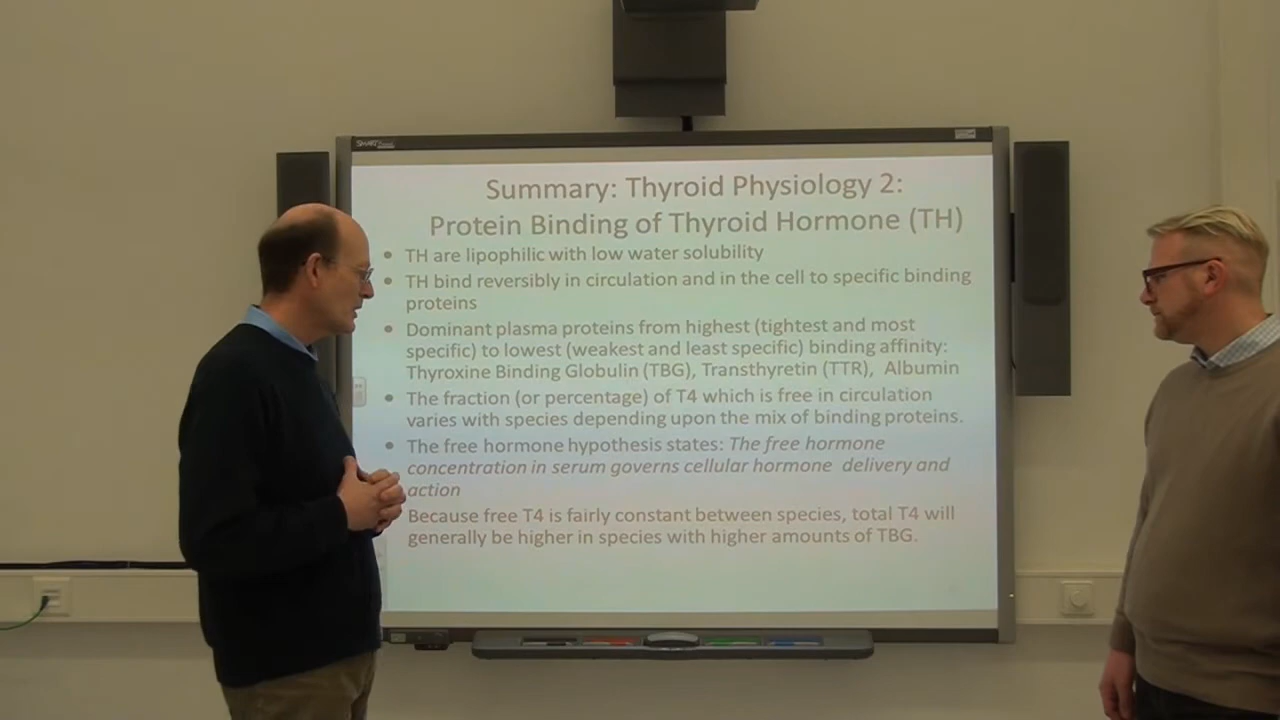 SMART
Summary: Thyroid Physiology 2:
Protein Binding of Thyroid Hormone (TH)
• TH are lipophilic with low water solubility
• TH bind reversibly in circulation and in the cell to specific binding
proteins
• Dominant plasma proteins from highest (tightest and most
specific) to lowest (weakest and least specific) binding affinity:
Thyroxine Binding Globulin (TBG), Transthyretin (TTR), Albumin
• The fraction (or percentage) of T4 which is free in circulation
varies with species depending upon the mix of binding proteins.
• The free hormone hypothesis states: The free hormone
concentration in serum governs cellular hormone delivery and
action
Because free T4 is fairly constant between species, total T4 will
generally be higher in species with higher amounts of TBG.